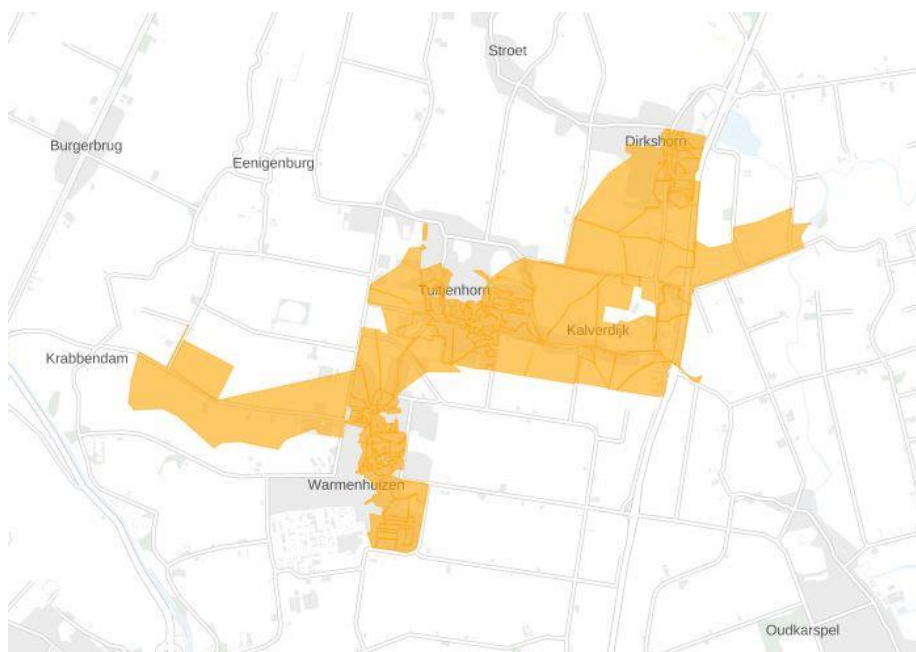 Stroet
Dirkshorn
Burgerbrug
Eenigenburg
Tuitjenhorn
Kalverdijk
Krabbendam
Warmenhuizen
Oudkarspel